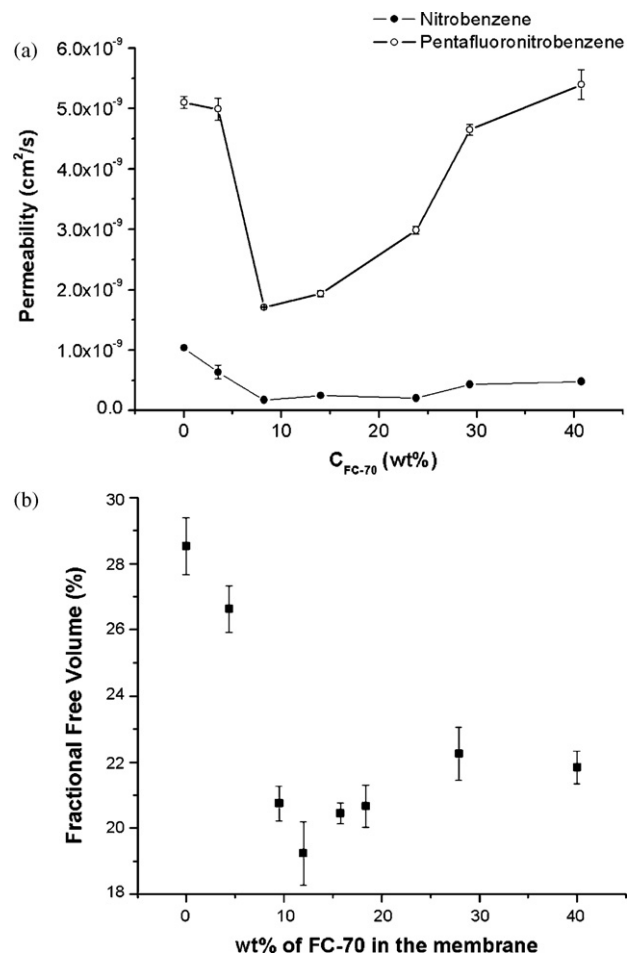 Nitrobenzene
Pentafluoronitrobenzene
(a)
6.0x10⁻⁹
5.0x10⁻⁹
4.0x10⁻⁹
3.0x10⁻⁹
2.0x10⁻⁹
1.0x10⁻⁹
0.0
Permeability (cm²/s)
0 10 20 30 40
C_FC-70 (wt%)
(b)
30
28
26
24
22
20
18
Fractional Free Volume (%)
0 10 20 30 40
wt% of FC-70 in the membrane